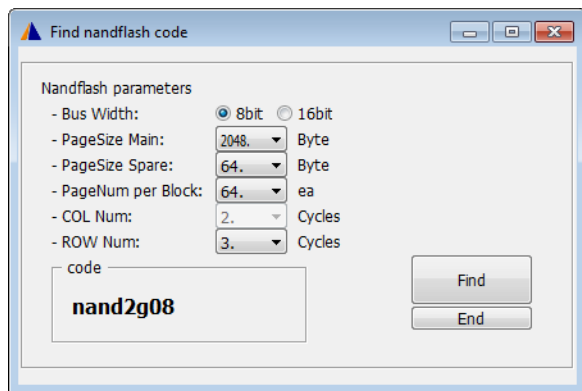 Find nandflash code
Nandflash parameters
- Bus Width: 8bit 16bit
- PageSize Main: 2048. Byte
- PageSize Spare: 64. Byte
- PageNum per Block: 64. ea
- COL Num: 2. Cycles
- ROW Num: 3. Cycles
code
nand2g08
Find
End